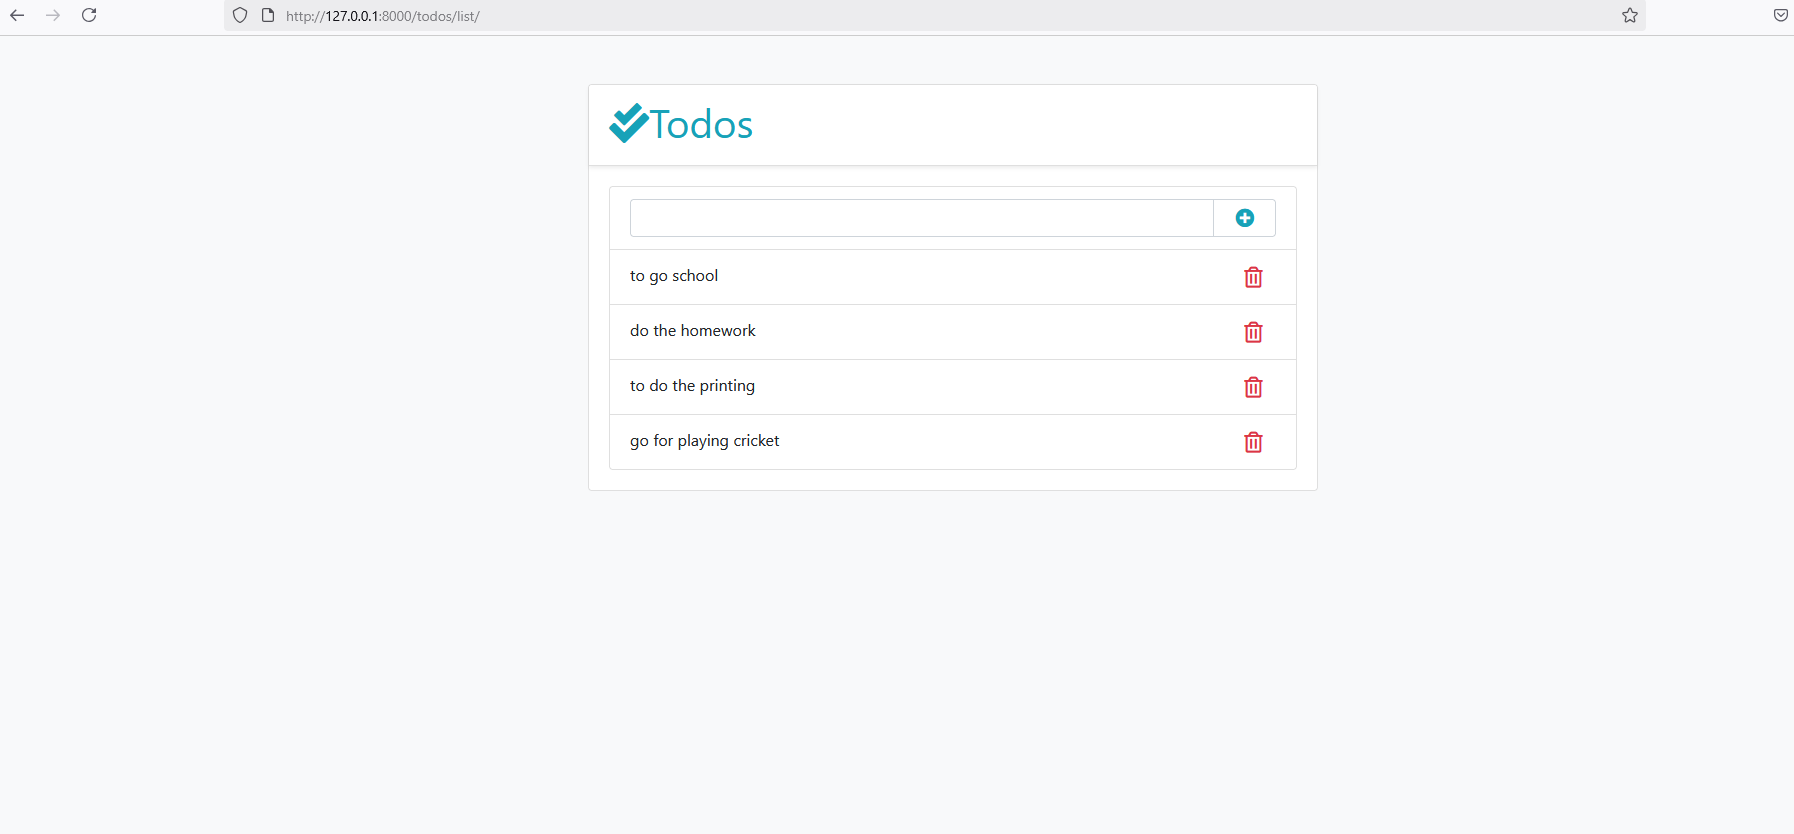 http://127.0.0.1:8000/todos/list/
Todos
to go school
do the homework
to do the printing
go for playing cricket